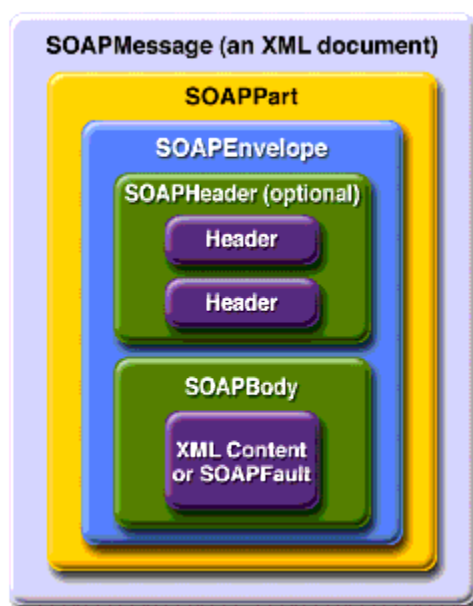 SOAPMessage (an XML document)
SOAPPart
SOAPEnvelope
SOAPHeader (optional)
Header
Header
SOAPBody
XML Content
or SOAPFault